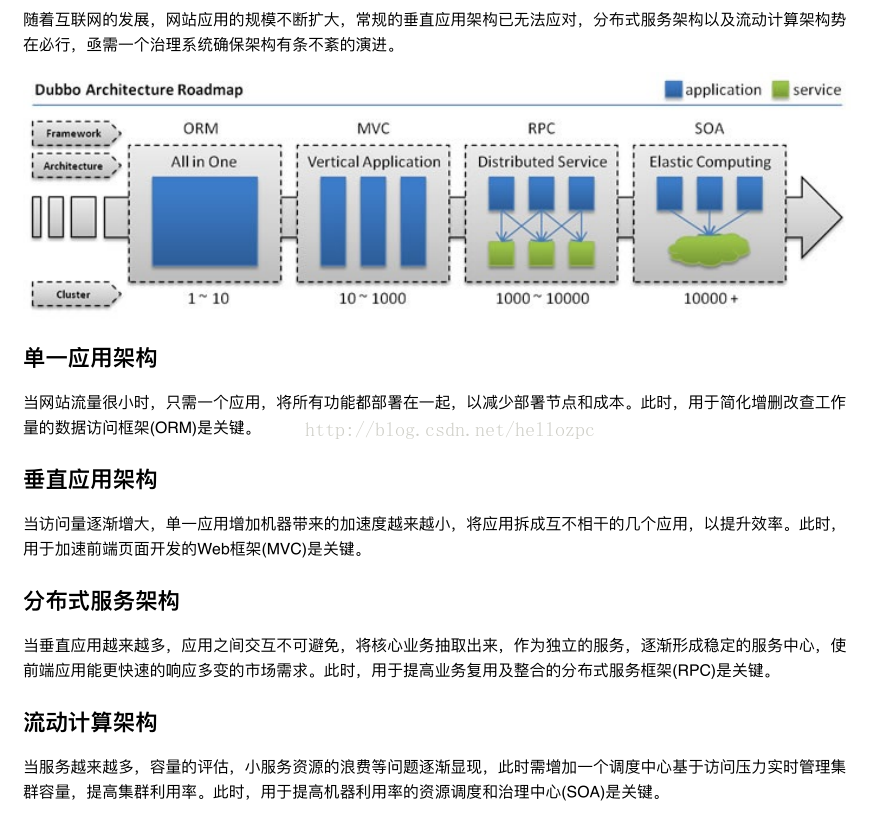 随着互联网的发展，网站应用的规模不断扩大，常规的垂直应用架构已无法应对，分布式服务架构以及流动计算架构势
在必行，亟需一个治理系统确保架构有条不紊的演进。
Dubbo Architecture Roadmap
application
service
Framework
ORM
MVC
RPC
SOA
Architecture
All in One
Vertical Application
Distributed Service
Elastic Computing
Cluster
1 ~ 10
10 ~ 1000
1000 ~ 10000
10000 +
单一应用架构
当网站流量很小时，只需一个应用，将所有功能都部署在一起，以减少部署节点和成本。此时，用于简化增删改查工作
量的数据访问框架(ORM)是关键。
http://blog.csdn.net/hellozpc
垂直应用架构
当访问量逐渐增大，单一应用增加机器带来的加速度越来越小，将应用拆成互不相干的几个应用，以提升效率。此时，
用于加速前端页面开发的Web框架(MVC)是关键。
分布式服务架构
当垂直应用越来越多，应用之间交互不可避免，将核心业务抽取出来，作为独立的服务，逐渐形成稳定的服务中心，使
前端应用能更快速的响应多变的市场需求。此时，用于提高业务复用及整合的分布式服务框架(RPC)是关键。
流动计算架构
当服务越来越多，容量的评估，小服务资源的浪费等问题逐渐显现，此时需增加一个调度中心基于访问压力实时管理集
群容量，提高集群利用率。此时，用于提高机器利用率的资源调度和治理中心(SOA)是关键。